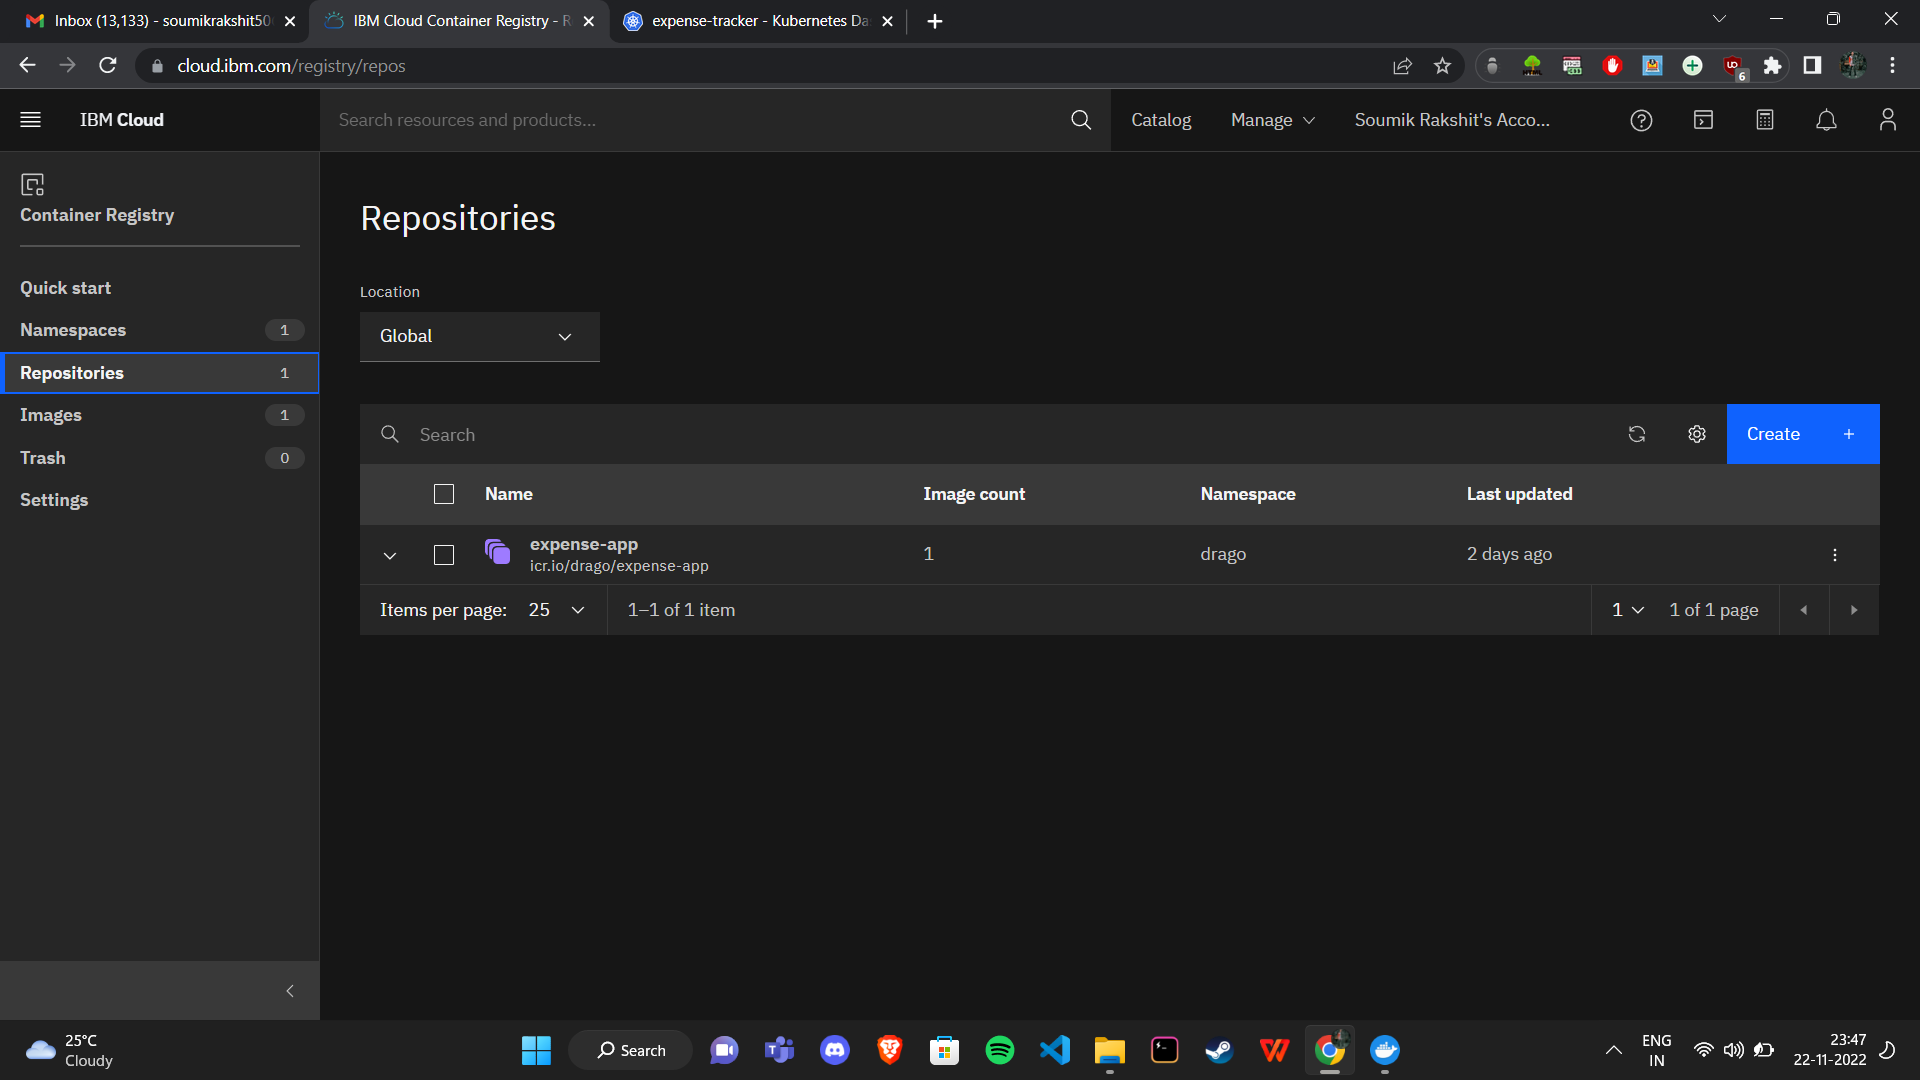 Inbox (13,133) - soumikrakshit50
IBM Cloud Container Registry - R
expense-tracker - Kubernetes Da
cloud.ibm.com/registry/repos
6
IBM Cloud
Search resources and products...
Catalog
Manage
Soumik Rakshit's Acco...
Container Registry
Quick start
Namespaces 1
Repositories 1
Images 1
Trash 0
Settings
Repositories
Location
Global
Search
Create +
Name Image count Namespace Last updated
expense-app 1 drago 2 days ago
icr.io/drago/expense-app
Items per page: 25 1–1 of 1 item 1 1 of 1 page
25°C
Cloudy
Search
ENG
IN
23:47
22-11-2022